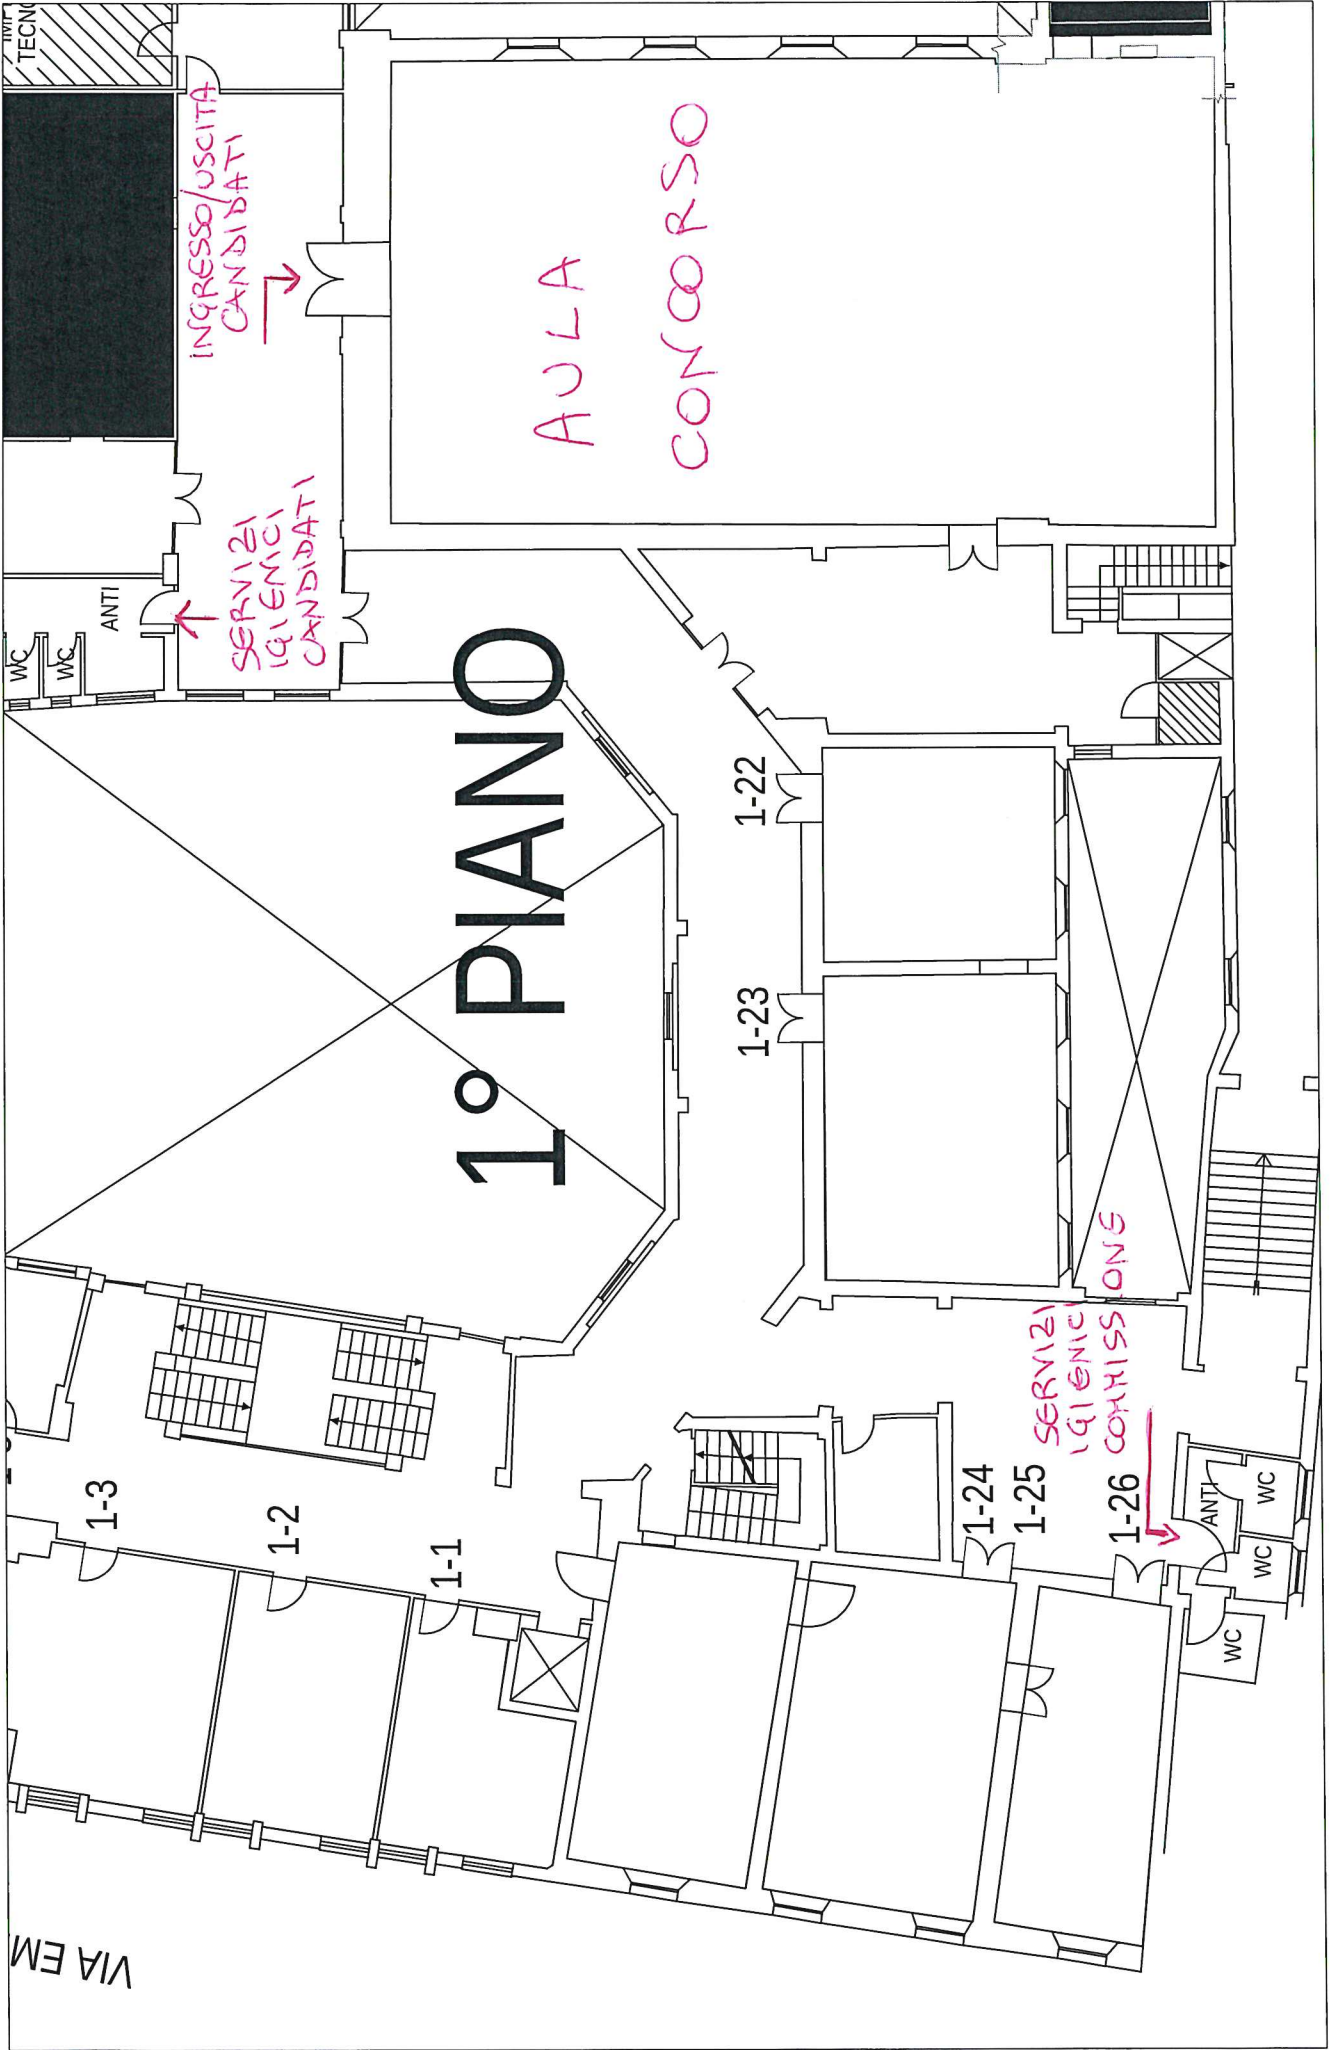 TECNO
INGRESSO/USCITA
CANDIDATI
AULA
CONCORSO
SERVIZI
IGIENICI
CANDIDATI
ANTI
WC
WC
1° PIANO
1-22
1-23
SERVIZI
IGIENICI
COMMISSIONE
1-3
1-2
1-1
1-24
1-25
1-26
ANTI
WC
WC
WC
VIA EM